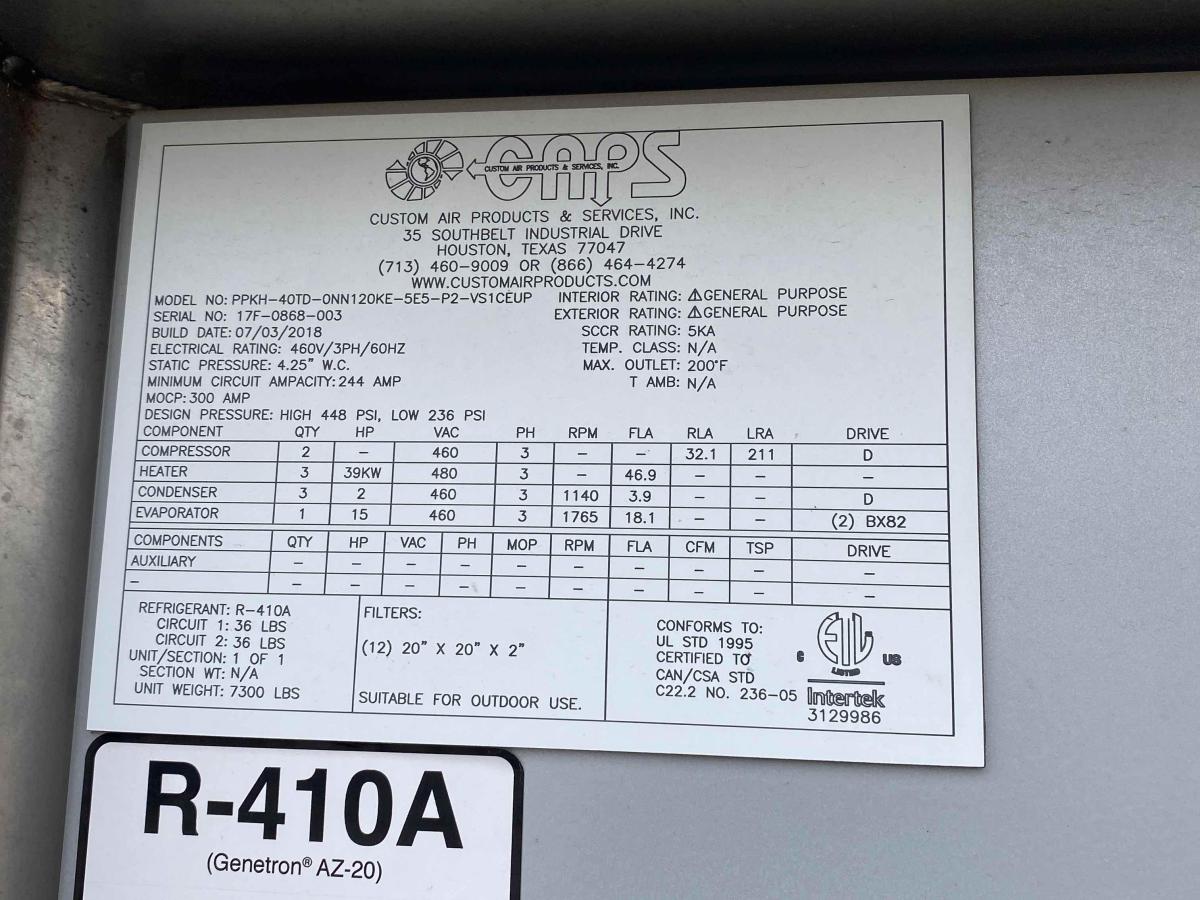 CAPS
CUSTOM AIR PRODUCTS & SERVICES, INC.
CUSTOM AIR PRODUCTS & SERVICES, INC.
35 SOUTHBELT INDUSTRIAL DRIVE
HOUSTON, TEXAS 77047
(713) 460-9009 OR (866) 464-4274
WWW.CUSTOMAIRPRODUCTS.COM
MODEL NO: PPKH-40TD-0NN120KE-5E5-P2-VS1CEUP
SERIAL NO: 17F-0868-003
BUILD DATE: 07/03/2018
ELECTRICAL RATING: 460V/3PH/60HZ
STATIC PRESSURE: 4.25" W.C.
MINIMUM CIRCUIT AMPACITY: 244 AMP
MOCP: 300 AMP
DESIGN PRESSURE: HIGH 448 PSI, LOW 236 PSI
INTERIOR RATING: ⚠GENERAL PURPOSE
EXTERIOR RATING: ⚠GENERAL PURPOSE
SCCR RATING: 5KA
TEMP. CLASS: N/A
MAX. OUTLET: 200°F
T AMB: N/A
COMPONENT QTY HP VAC PH RPM FLA RLA LRA DRIVE
COMPRESSOR 2 – 460 3 – – 32.1 211 D
HEATER 3 39KW 480 3 – 46.9 – – –
CONDENSER 3 2 460 3 1140 3.9 – – D
EVAPORATOR 1 15 460 3 1765 18.1 – – (2) BX82
COMPONENTS QTY HP VAC PH MOP RPM FLA CFM TSP DRIVE
AUXILIARY – – – – – – – – – –
– – – – – – – – – – –
REFRIGERANT: R-410A
CIRCUIT 1: 36 LBS
CIRCUIT 2: 36 LBS
UNIT/SECTION: 1 OF 1
SECTION WT: N/A
UNIT WEIGHT: 7300 LBS
FILTERS:
(12) 20" X 20" X 2"
SUITABLE FOR OUTDOOR USE.
CONFORMS TO:
UL STD 1995
CERTIFIED TO
CAN/CSA STD
C22.2 NO. 236-05
C ETL US
LISTED
Intertek
3129986
R-410A
(Genetron® AZ-20)